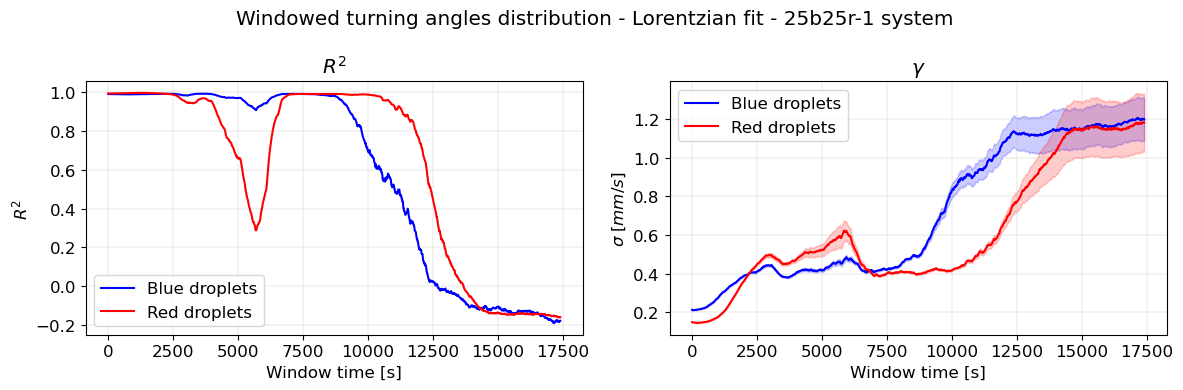 Windowed turning angles distribution - Lorentzian fit - 25b25r-1 system
R²
R²
1.0
0.8
0.6
0.4
0.2
0.0
−0.2
Blue droplets
Red droplets
0 2500 5000 7500 10000 12500 15000 17500
Window time [s]
γ
σ [mm/s]
1.2
1.0
0.8
0.6
0.4
0.2
Blue droplets
Red droplets
0 2500 5000 7500 10000 12500 15000 17500
Window time [s]